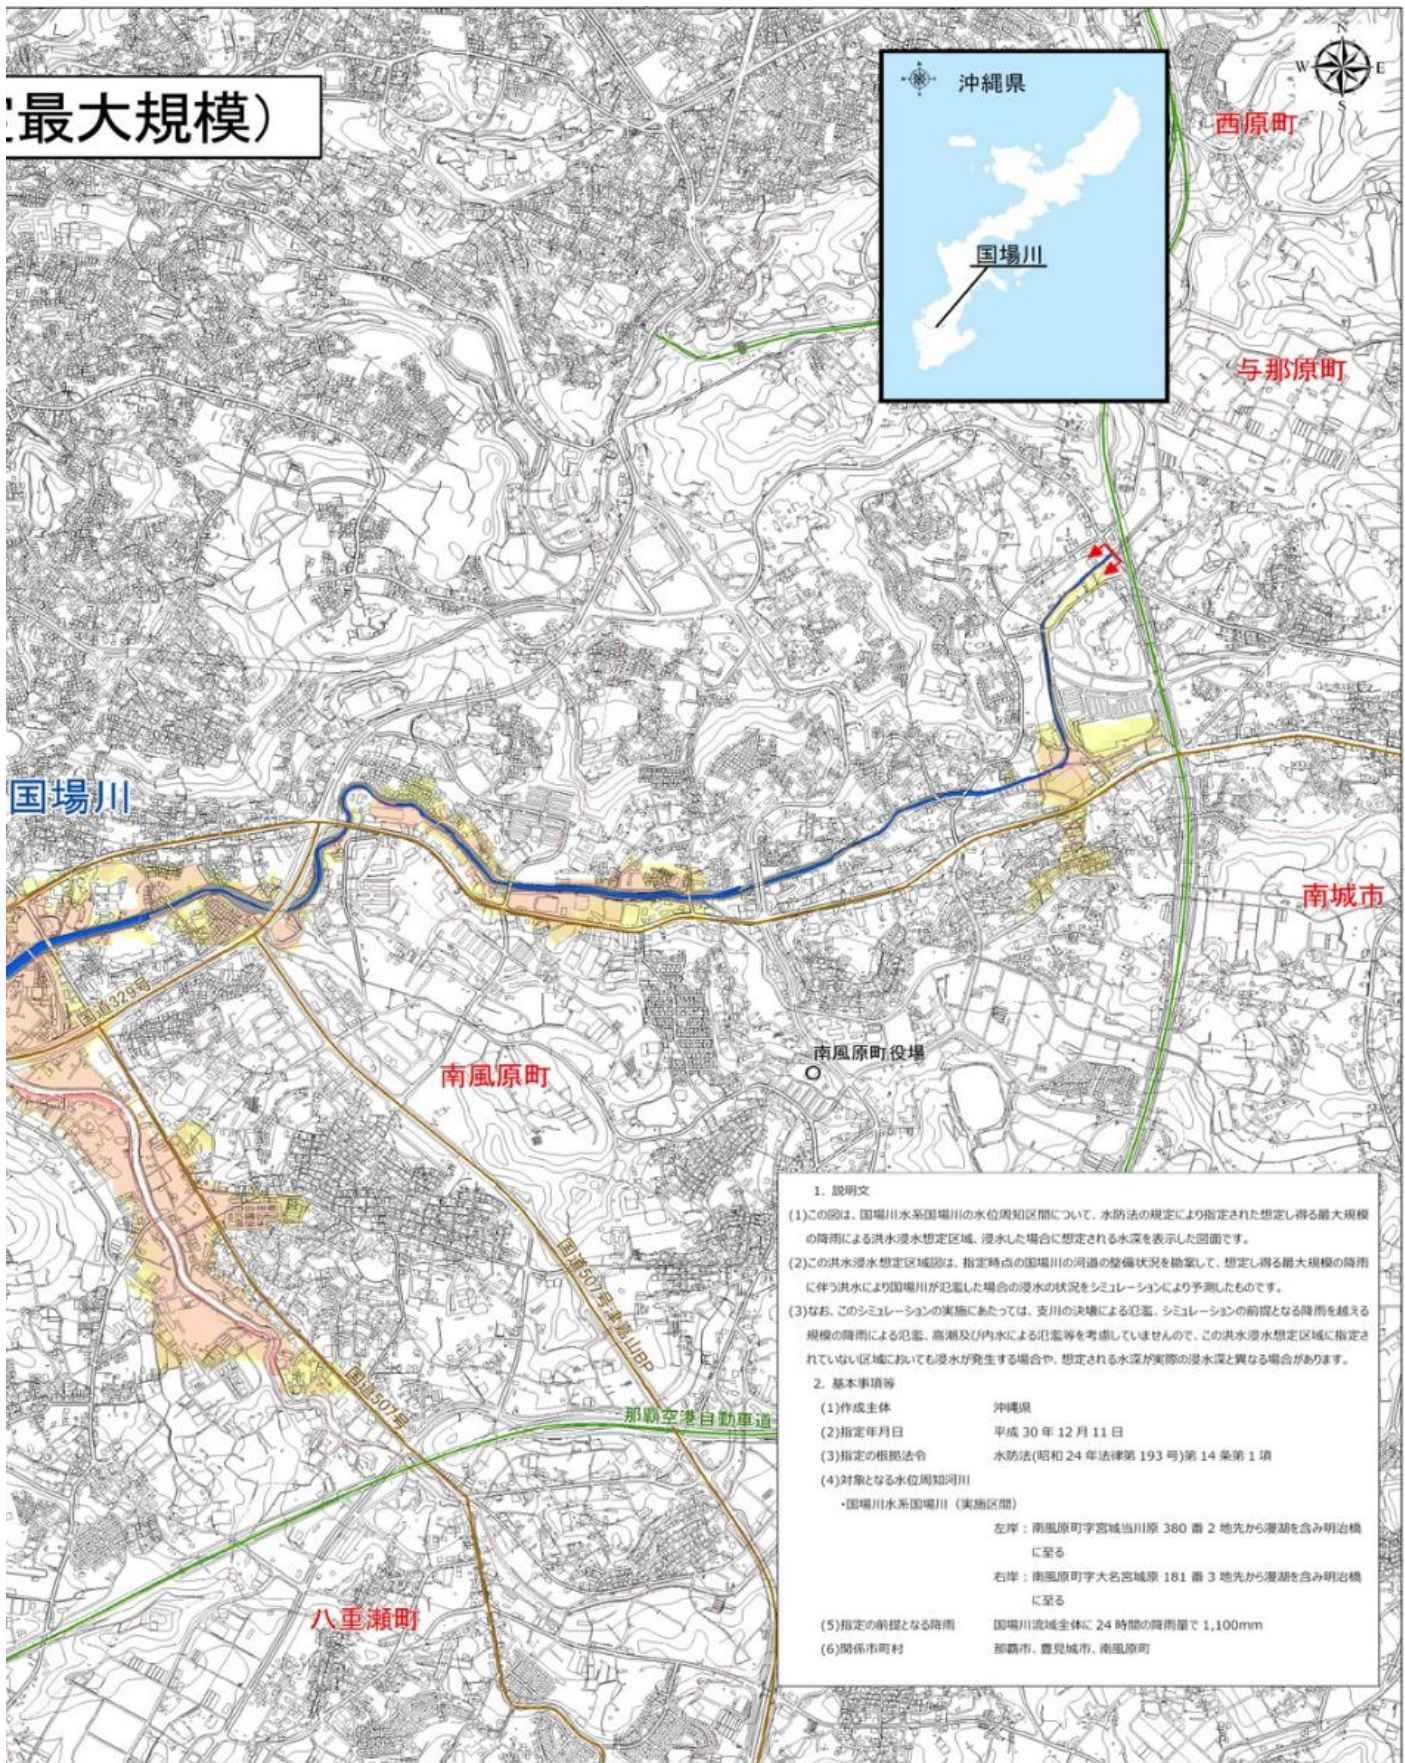 定最大規模）
沖縄県
国場川
N
W
E
S
西原町
与那原町
国場川
南城市
国道329号
南風原町役場
南風原町
国道507号津嘉山BP
国道507号
那覇空港自動車道
八重瀬町
1. 説明文
(1)この図は、国場川水系国場川の水位周知区間について、水防法の規定により指定された想定し得る最大規模
の降雨による洪水浸水想定区域、浸水した場合に想定される水深を表示した図面です。
(2)この洪水浸水想定区域図は、指定時点の国場川の河道の整備状況を勘案して、想定し得る最大規模の降雨
に伴う洪水により国場川が氾濫した場合の浸水の状況をシミュレーションにより予測したものです。
(3)なお、このシミュレーションの実施にあたっては、支川の決壊による氾濫、シミュレーションの前提となる降雨を越える
規模の降雨による氾濫、高潮及び内水による氾濫等を考慮していませんので、この洪水浸水想定区域に指定さ
れていない区域においても浸水が発生する場合や、想定される水深が実際の浸水深と異なる場合があります。
2. 基本事項等
(1)作成主体 沖縄県
(2)指定年月日 平成 30 年 12 月 11 日
(3)指定の根拠法令 水防法(昭和 24 年法律第 193 号)第 14 条第 1 項
(4)対象となる水位周知河川
・国場川水系国場川（実施区間）
左岸：南風原町字宮城当川原 380 番 2 地先から漫湖を含み明治橋
に至る
右岸：南風原町字大名宮城原 181 番 3 地先から漫湖を含み明治橋
に至る
(5)指定の前提となる降雨 国場川流域全体に 24 時間の降雨量で 1,100mm
(6)関係市町村 那覇市、豊見城市、南風原町